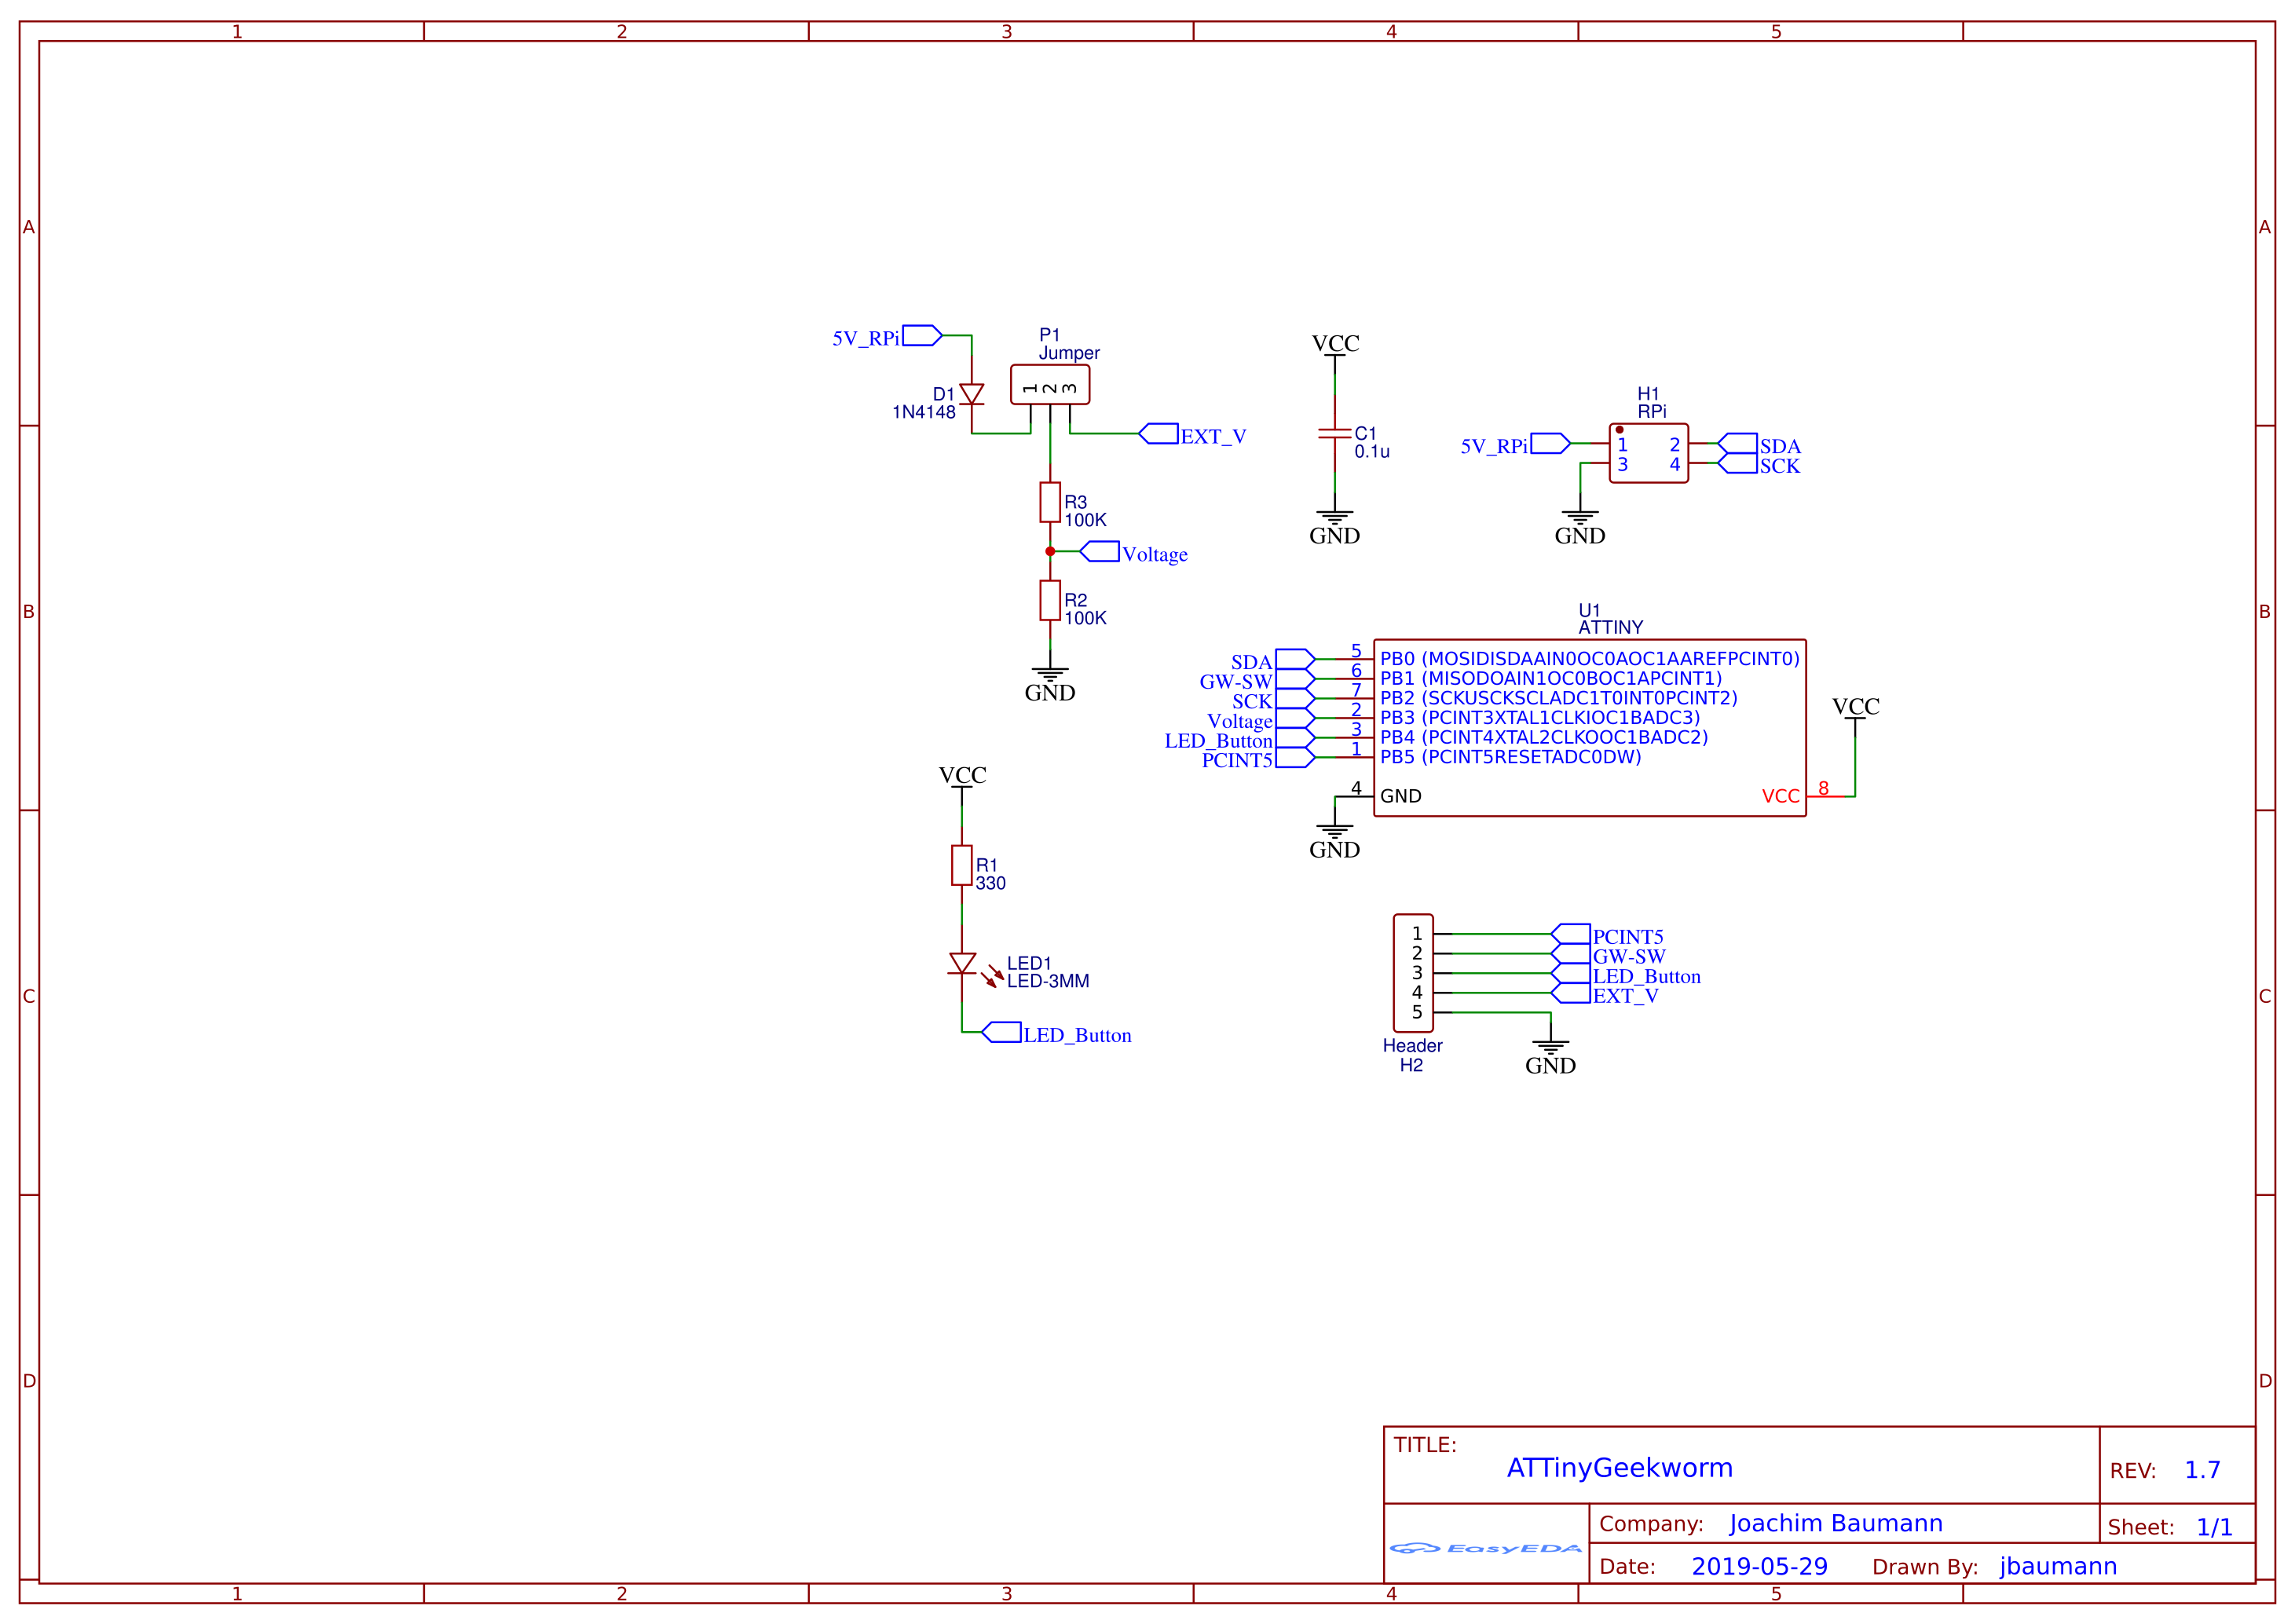 1 2 3 4 5
A A
5V_RPi
P1
Jumper
1 2 3
D1
1N4148
EXT_V
VCC
C1
0.1u
GND
H1
RPi
5V_RPi 1 2 SDA
3 4 SCK
GND
R3
100K
Voltage
R2
100K
GND
B B
U1
ATTINY
SDA 5 PB0 (MOSIDISDAAIN0OC0AOC1AAREFPCINT0)
GW-SW 6 PB1 (MISODOAIN1OC0BOC1APCINT1)
SCK 7 PB2 (SCKUSCKSCLADC1T0INT0PCINT2)
Voltage 2 PB3 (PCINT3XTAL1CLKIOC1BADC3)
LED_Button 3 PB4 (PCINT4XTAL2CLKOOC1BADC2)
PCINT5 1 PB5 (PCINT5RESETADC0DW)
4 GND VCC 8
VCC
GND
VCC
R1
330
LED1
LED-3MM
LED_Button
1 PCINT5
2 GW-SW
3 LED_Button
4 EXT_V
5
GND
Header
H2
C C
D D
TITLE:
ATTinyGeekworm
REV: 1.7
EasyEDA
Company: Joachim Baumann
Sheet: 1/1
Date: 2019-05-29 Drawn By: jbaumann
1 2 3 4 5